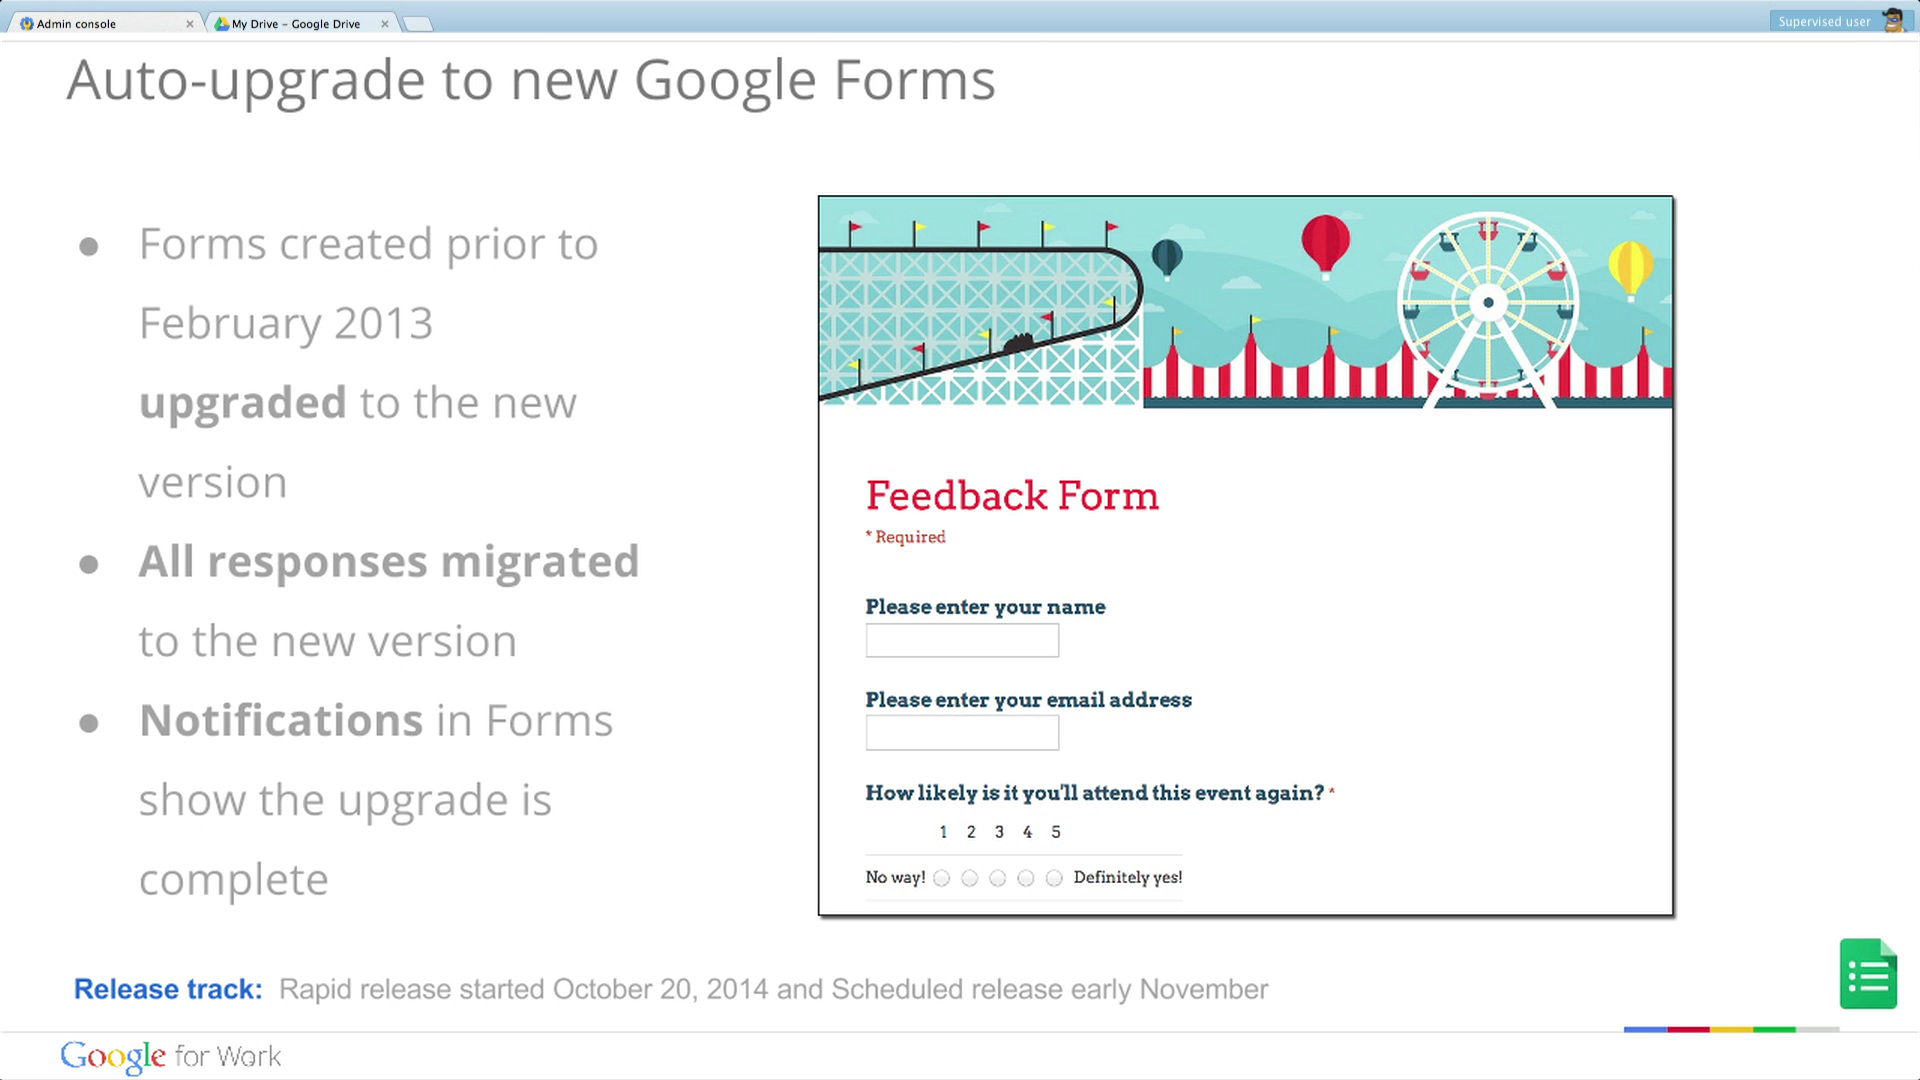 Admin console
My Drive - Google Drive
Supervised user
Auto-upgrade to new Google Forms
● Forms created prior to
February 2013
upgraded to the new
version
● All responses migrated
to the new version
● Notifications in Forms
show the upgrade is
complete
Feedback Form
* Required
Please enter your name
Please enter your email address
How likely is it you'll attend this event again? *
1 2 3 4 5
No way! Definitely yes!
Release track: Rapid release started October 20, 2014 and Scheduled release early November
Google for Work